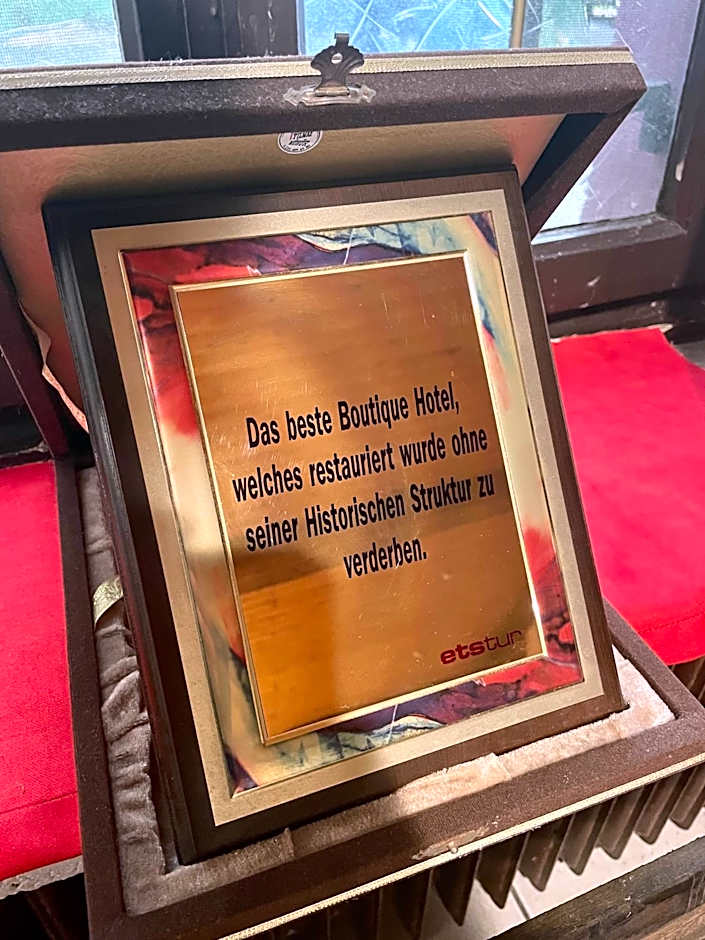 Das beste Boutique Hotel,
welches restauriert wurde ohne
seiner Historischen Struktur zu
verderben.
etstur